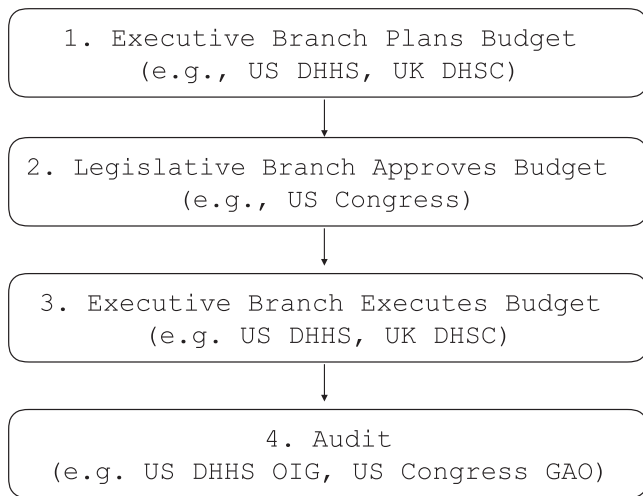 1. Executive Branch Plans Budget
(e.g., US DHHS, UK DHSC)
2. Legislative Branch Approves Budget
(e.g., US Congress)
3. Executive Branch Executes Budget
(e.g. US DHHS, UK DHSC)
4. Audit
(e.g. US DHHS OIG, US Congress GAO)